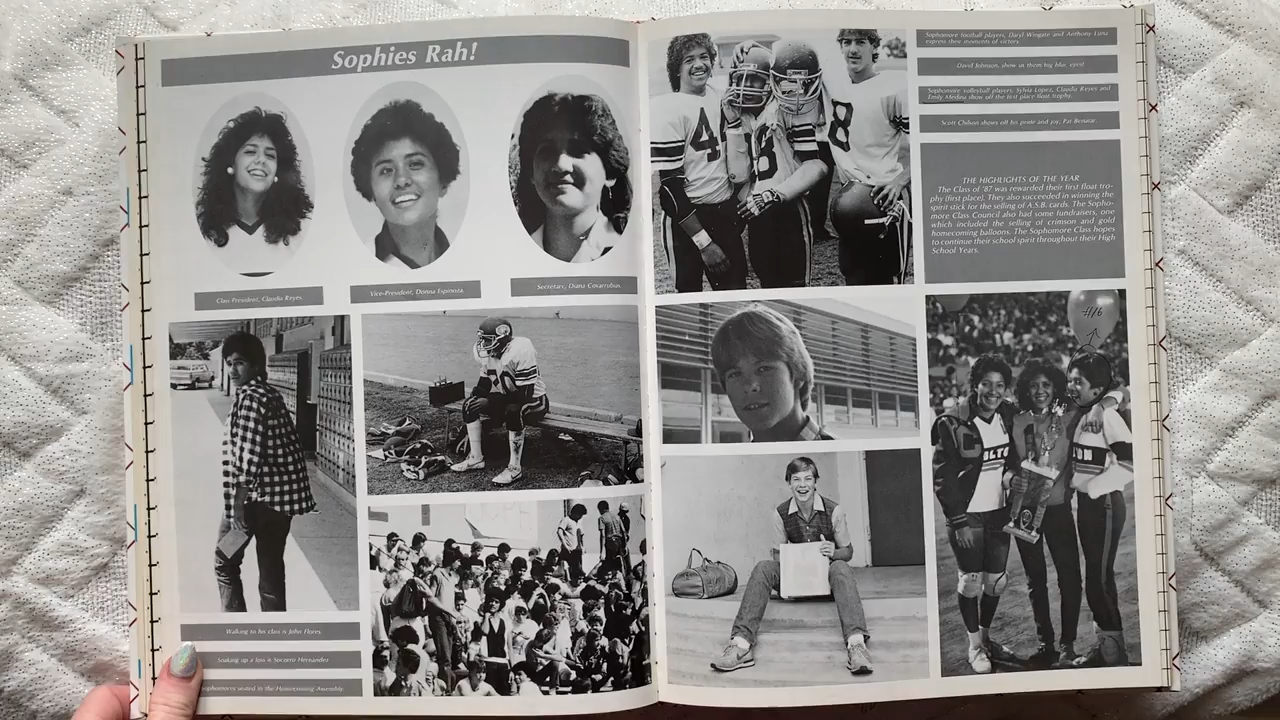 Sophies Rah!
Class President, Claudia Reyes.
Vice-President, Donna Espinoza.
Secretary, Diana Covarrubias.
Walking to his class is John Flores.
Soaking up a loss is Socorro Hernandez
Sophomores seated in the Homecoming Assembly.
Sophomore football players, Daryl Wingate and Anthony Luna
express their moments of victory.
David Johnson, show us them big blue eyes!
Sophomore volleyball players, Sylvia Lopez, Claudia Reyes and
Emily Medina show off the first place float trophy.
Scott Chilson shows off his pride and joy, Pat Benatar.
THE HIGHLIGHTS OF THE YEAR
The Class of '87 was rewarded their first float tro-
phy (first place). They also succeeded in winning the
spirit stick for the selling of A.S.B. cards. The Sopho-
more Class Council also had some fundraisers, one
which included the selling of crimson and gold
homecoming balloons. The Sophomore Class hopes
to continue their school spirit throughout their High
School Years.
4
8
#16